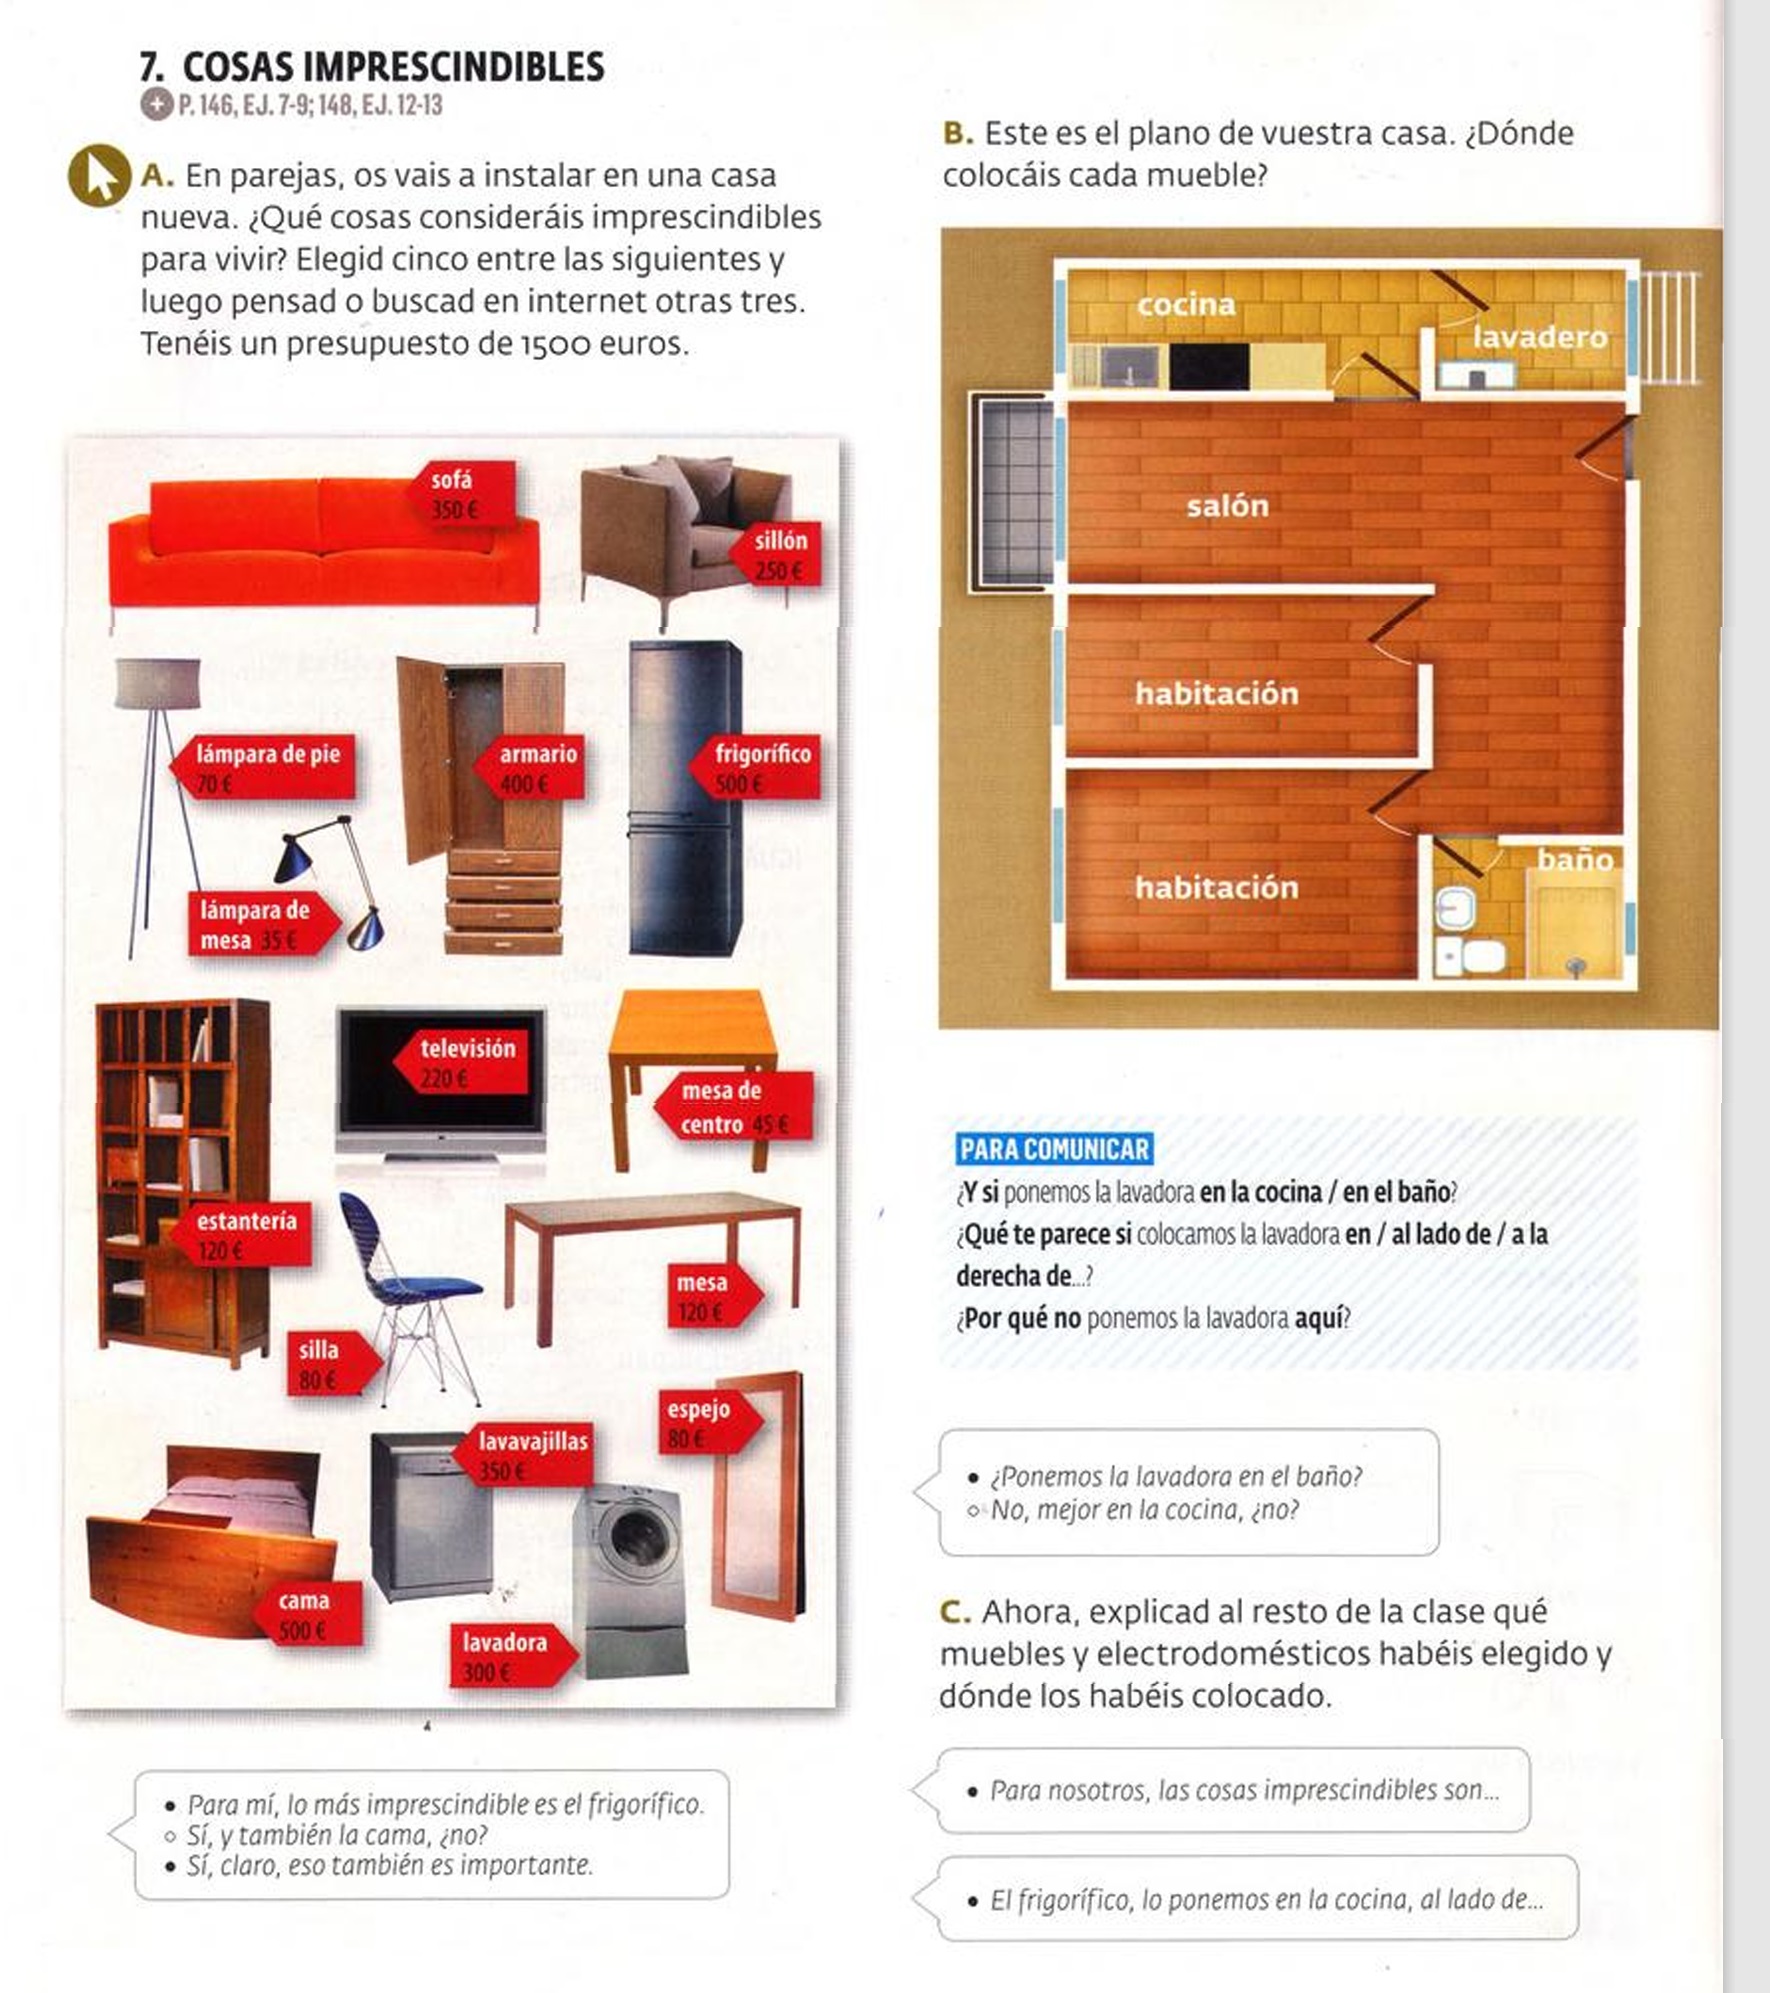 7. COSAS IMPRESCINDIBLES
+ P. 146, EJ. 7-9; 148, EJ. 12-13
A. En parejas, os vais a instalar en una casa
nueva. ¿Qué cosas consideráis imprescindibles
para vivir? Elegid cinco entre las siguientes y
luego pensad o buscad en internet otras tres.
Tenéis un presupuesto de 1500 euros.
sofá
350 €
sillón
250 €
lámpara de pie
70 €
armario
400 €
frigorífico
500 €
lámpara de
mesa 35 €
televisión
220 €
mesa de
centro 45 €
estantería
120 €
mesa
120 €
silla
80 €
espejo
80 €
lavavajillas
350 €
cama
500 €
lavadora
300 €
• Para mí, lo más imprescindible es el frigorífico.
○ Sí, y también la cama, ¿no?
• Sí, claro, eso también es importante.
B. Este es el plano de vuestra casa. ¿Dónde
colocáis cada mueble?
cocina
lavadero
salón
habitación
habitación
baño
PARA COMUNICAR
¿Y si ponemos la lavadora en la cocina / en el baño?
¿Qué te parece si colocamos la lavadora en / al lado de / a la
derecha de...?
¿Por qué no ponemos la lavadora aquí?
• ¿Ponemos la lavadora en el baño?
○ No, mejor en la cocina, ¿no?
C. Ahora, explicad al resto de la clase qué
muebles y electrodomésticos habéis elegido y
dónde los habéis colocado.
• Para nosotros, las cosas imprescindibles son...
• El frigorífico, lo ponemos en la cocina, al lado de...